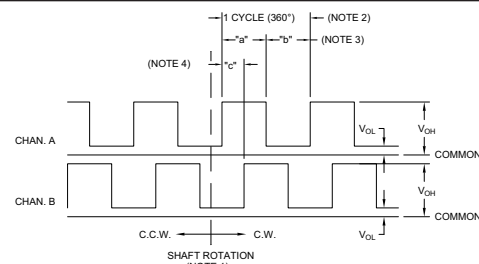 1 CYCLE (360°) (NOTE 2)
"a" "b" (NOTE 3)
(NOTE 4) "c"
CHAN. A
VOL
VOH
COMMON
CHAN. B
VOH
COMMON
VOL
C.C.W. C.W.
SHAFT ROTATION